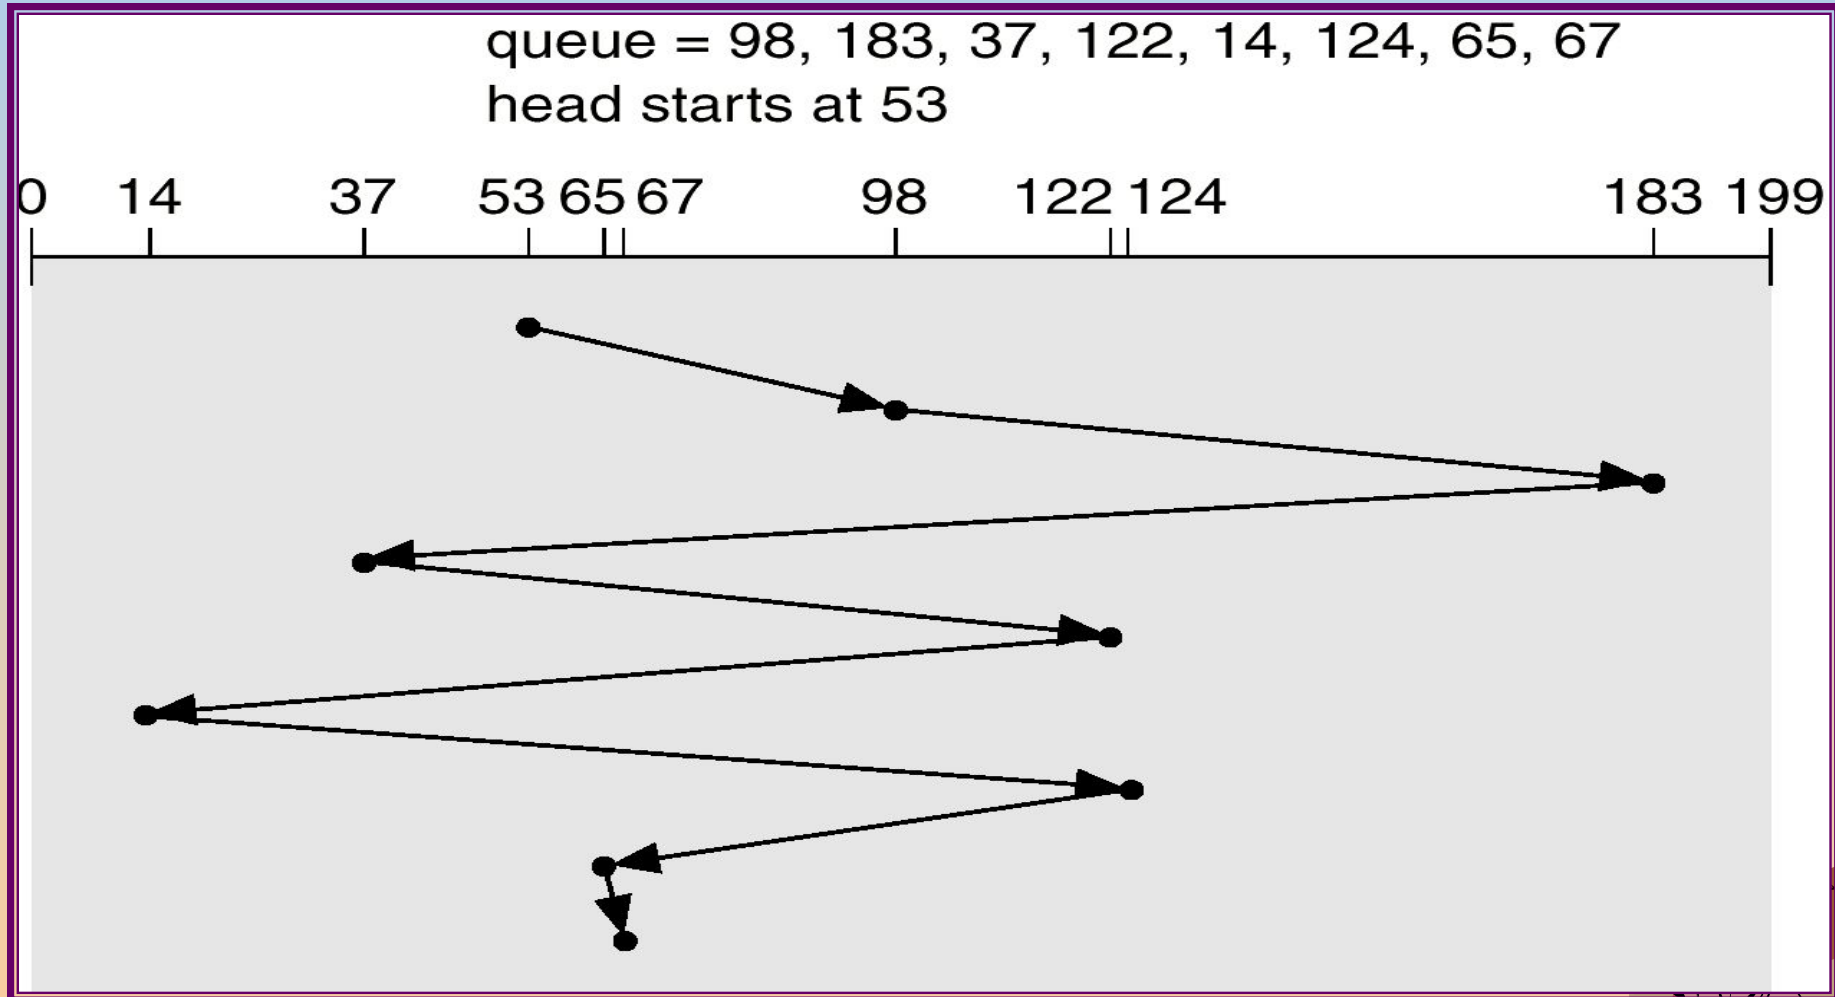 queue = 98, 183, 37, 122, 14, 124, 65, 67
head starts at 53
0 14 37 53 65 67 98 122 124 183 199